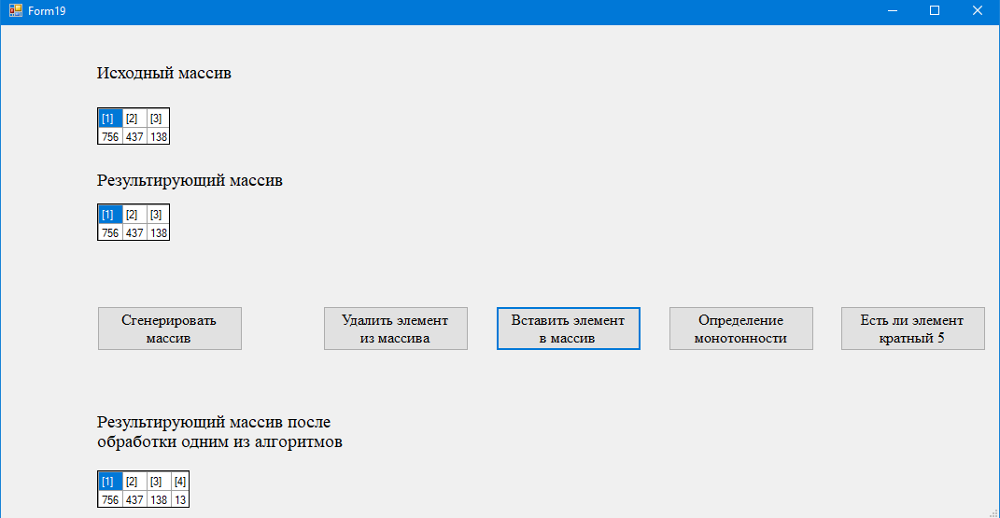 Form19
Исходный массив
[1] [2] [3]
756 437 138
Результирующий массив
[1] [2] [3]
756 437 138
Сгенерировать
массив
Удалить элемент
из массива
Вставить элемент
в массив
Определение
монотонности
Есть ли элемент
кратный 5
Результирующий массив после
обработки одним из алгоритмов
[1] [2] [3] [4]
756 437 138 13